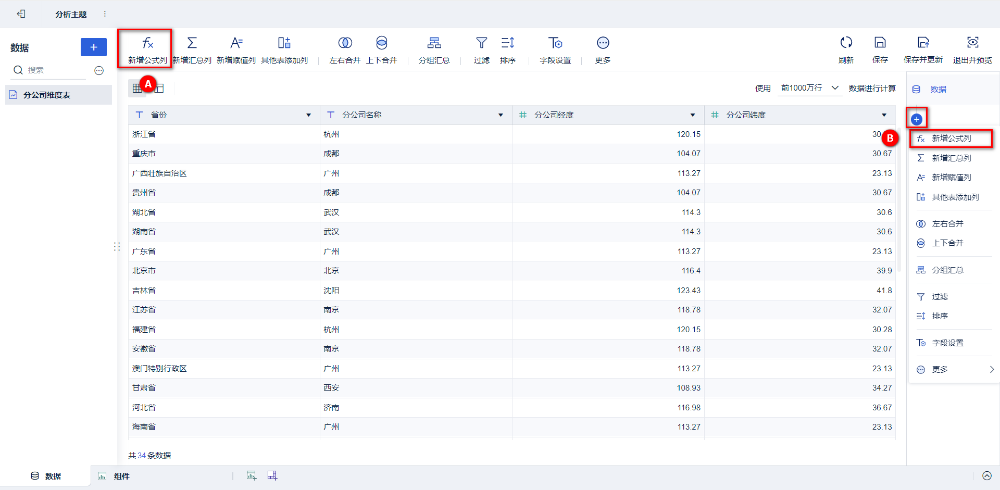 分析主题
数据
+
搜索
分公司维度表
新增公式列 新增汇总列 新增赋值列 其他表添加列 左右合并 上下合并 分组汇总 过滤 排序 字段设置 更多 刷新 保存 保存并更新 退出并预览
A
使用 前1000万行 数据进行计算
省份 分公司名称 分公司经度 分公司纬度
浙江省 杭州 120.15 30.
重庆市 成都 104.07 30.67
广西壮族自治区 广州 113.27 23.13
贵州省 成都 104.07 30.67
湖北省 武汉 114.3 30.6
湖南省 武汉 114.3 30.6
广东省 广州 113.27 23.13
北京市 北京 116.4 39.9
吉林省 沈阳 123.43 41.8
江苏省 南京 118.78 32.07
福建省 杭州 120.15 30.28
安徽省 南京 118.78 32.07
澳门特别行政区 广州 113.27 23.13
甘肃省 西安 108.93 34.27
河北省 济南 116.98 36.67
海南省 广州 113.27 23.13
共 34 条数据
数据
B
新增公式列
新增汇总列
新增赋值列
其他表添加列
左右合并
上下合并
分组汇总
过滤
排序
字段设置
更多
数据 组件